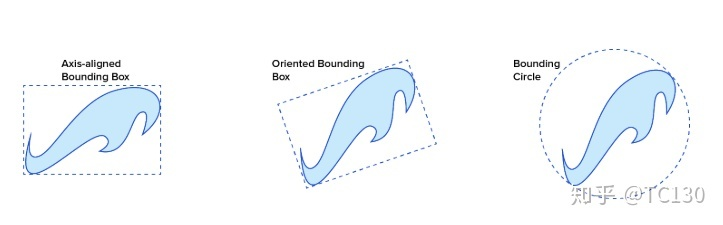 Axis-aligned
Bounding Box
Oriented Bounding
Box
Bounding
Circle
知乎 @TC130